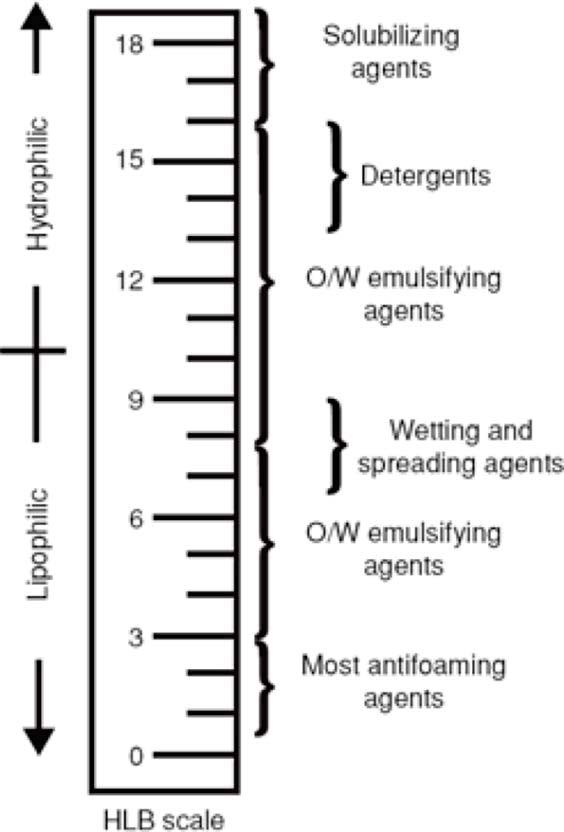 Hydrophilic
Lipophilic
18
15
12
9
6
3
0
Solubilizing
agents
Detergents
O/W emulsifying
agents
Wetting and
spreading agents
O/W emulsifying
agents
Most antifoaming
agents
HLB scale